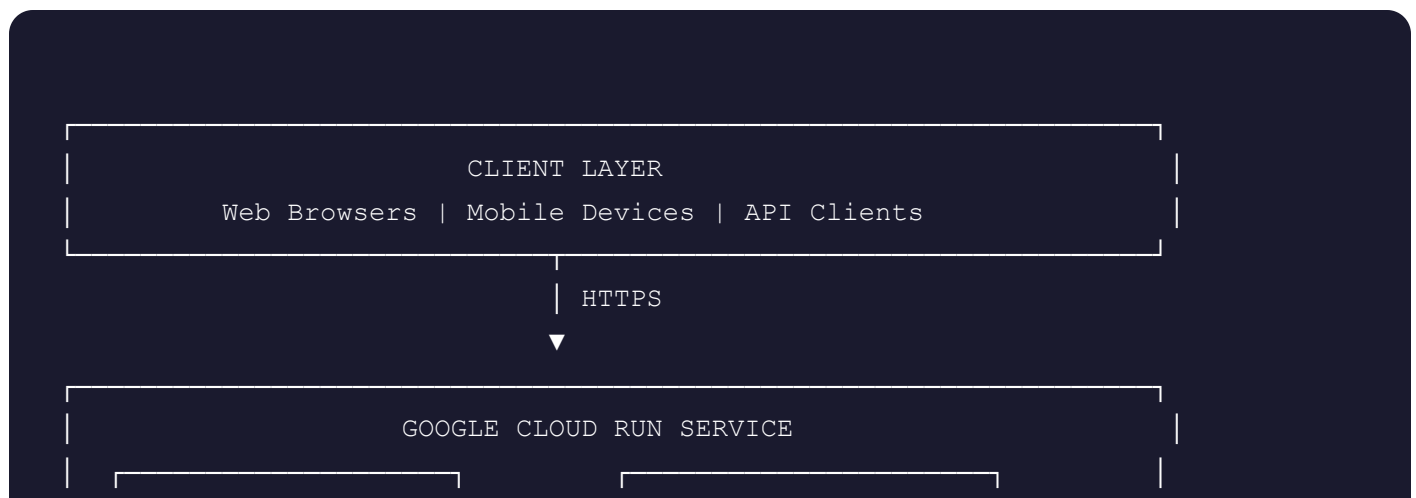 CLIENT LAYER
Web Browsers | Mobile Devices | API Clients
HTTPS
▼
GOOGLE CLOUD RUN SERVICE